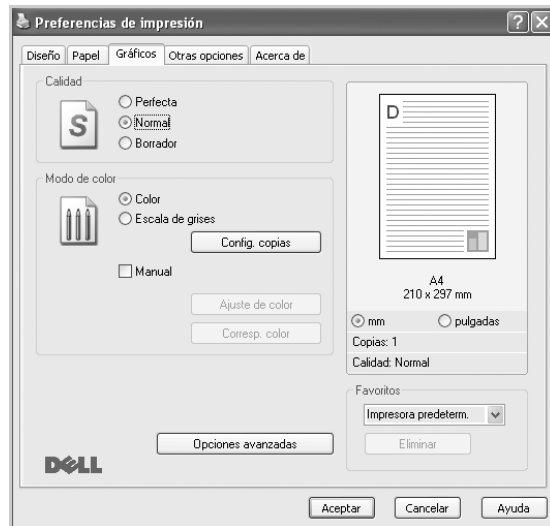 Preferencias de impresión
Diseño Papel Gráficos Otras opciones Acerca de
Calidad
S
Perfecta
Normal
Borrador
Modo de color
Color
Escala de grises
Config. copias
Manual
Ajuste de color
Corresp. color
Opciones avanzadas
DELL
D
A4
210 x 297 mm
mm pulgadas
Copias: 1
Calidad: Normal
Favoritos
Impresora predeterm.
Eliminar
Aceptar Cancelar Ayuda